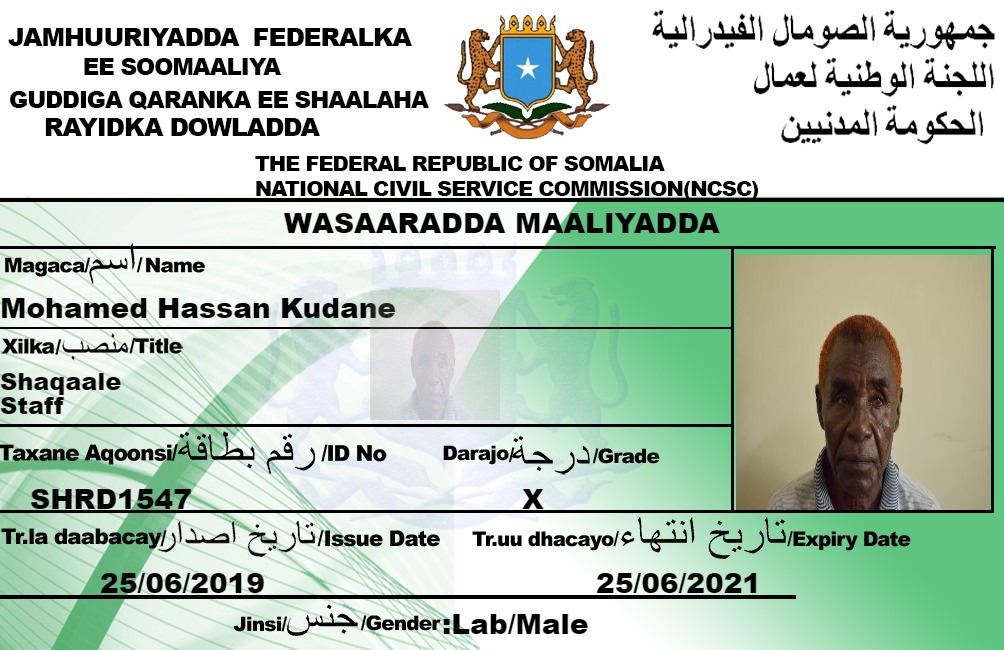 JAMHUURIYADDA FEDERALKA
EE SOOMAALIYA
GUDDIGA QARANKA EE SHAALAHA
RAYIDKA DOWLADDA
جمهورية الصومال الفيدرالية
اللجنة الوطنية لعمال
الحكومة المدنيين
THE FEDERAL REPUBLIC OF SOMALIA
NATIONAL CIVIL SERVICE COMMISSION(NCSC)
WASAARADDA MAALIYADDA
Magaca/اسم/Name
Mohamed Hassan Kudane
Xilka/منصب/Title
Shaqaale
Staff
Taxane Aqoonsi/رقم بطاقة/ID No
SHRD1547
Darajo/درجة/Grade
X
Tr.la daabacay/تاريخ اصدار/Issue Date
25/06/2019
Tr.uu dhacayo/تاريخ انتهاء/Expiry Date
25/06/2021
Jinsi/جنس/Gender:Lab/Male